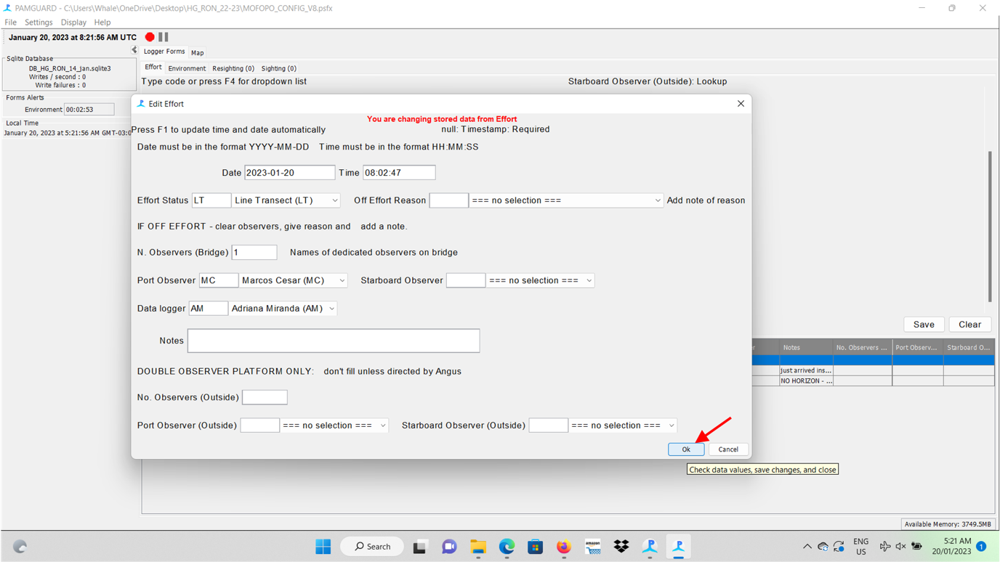 PAMGUARD - C:\Users\Whale\OneDrive\Desktop\HG_RON_22-23\MOFOPO_CONFIG_V8.psfx
File Settings Display Help
January 20, 2023 at 8:21:56 AM UTC
Logger Forms Map
Sqlite Database
DB_HG_RON_14_jan.sqlite3
Writes / second : 0
Write failures : 0
Effort Environment Resighting (0) Sighting (0)
Type code or press F4 for dropdown list Starboard Observer (Outside): Lookup
Forms Alerts
Environment 00:02:53
Local Time
January 20, 2023 at 5:21:56 AM GMT-03:0
Edit Effort
You are changing stored data from Effort
Press F1 to update time and date automatically null: Timestamp: Required
Date must be in the format YYYY-MM-DD Time must be in the format HH:MM:SS
Date 2023-01-20 Time 08:02:47
Effort Status LT Line Transect (LT) Off Effort Reason === no selection === Add note of reason
IF OFF EFFORT - clear observers, give reason and add a note.
N. Observers (Bridge) 1 Names of dedicated observers on bridge
Port Observer MC Marcos Cesar (MC) Starboard Observer === no selection ===
Data logger AM Adriana Miranda (AM)
Notes
DOUBLE OBSERVER PLATFORM ONLY: don't fill unless directed by Angus
No. Observers (Outside)
Port Observer (Outside) === no selection === Starboard Observer (Outside) === no selection ===
Ok Cancel
Check data values, save changes, and close
Save Clear
er Notes No. Observers ... Port Observ... Starboard O...
Just arrived ins...
NO HORIZON - ...
Available Memory: 3749.5MB
Search
amazon
ENG
US
5:21 AM
20/01/2023
1